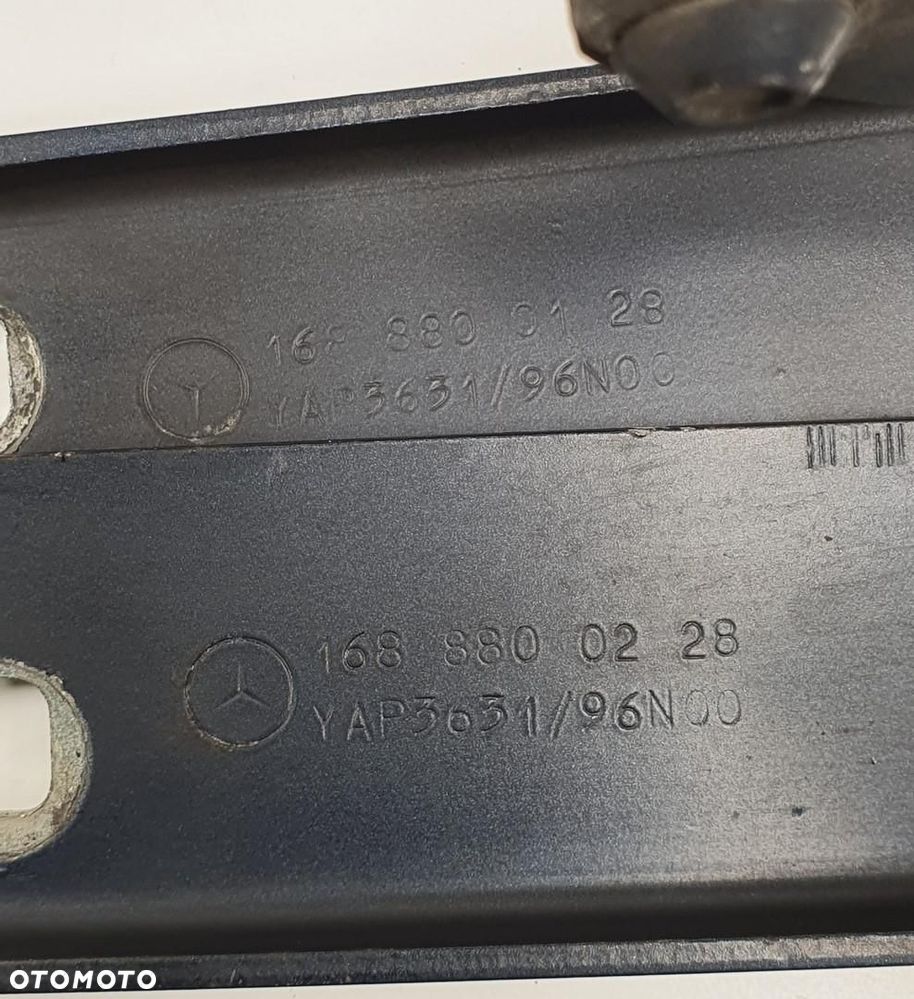 168 880 01 28
YAP3631/96N00
168 880 02 28
YAP3631/96N00
OTOMOTO